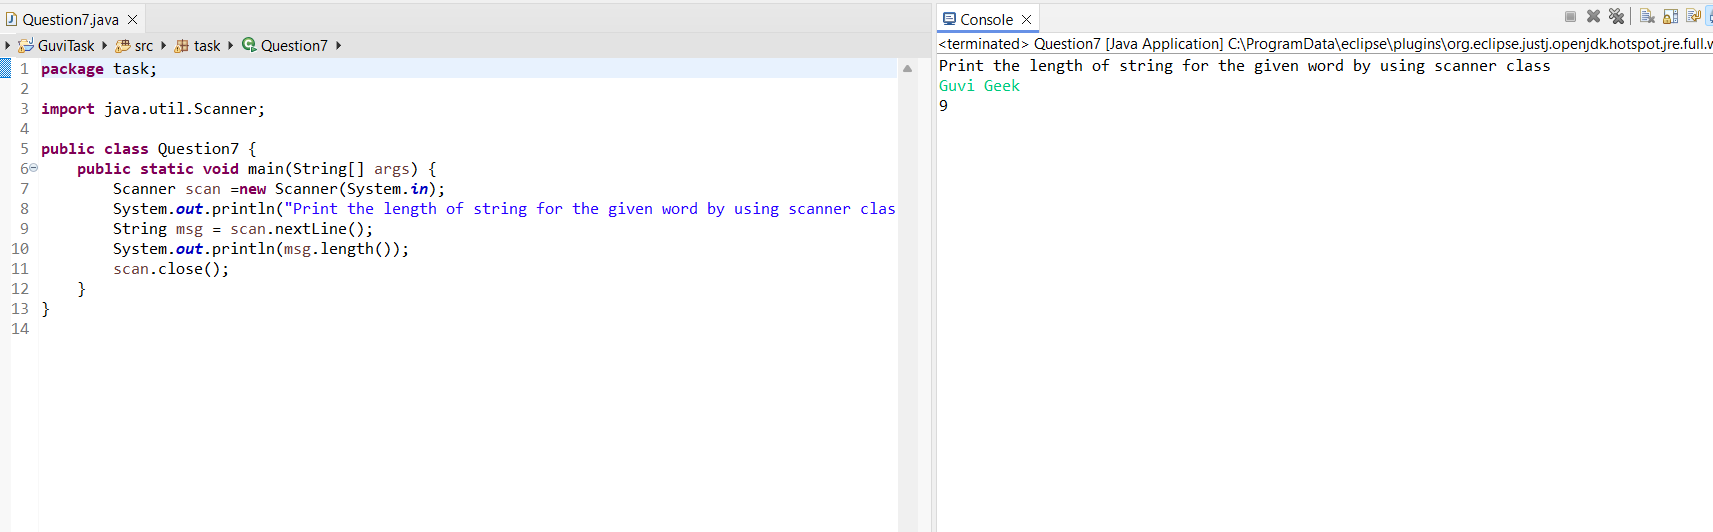 Question7.java
GuviTask src task Question7
1 package task;
2
3 import java.util.Scanner;
4
5 public class Question7 {
6 public static void main(String[] args) {
7 Scanner scan =new Scanner(System.in);
8 System.out.println("Print the length of string for the given word by using scanner clas
9 String msg = scan.nextLine();
10 System.out.println(msg.length());
11 scan.close();
12 }
13 }
14
Console
<terminated> Question7 [Java Application] C:\ProgramData\eclipse\plugins\org.eclipse.justj.openjdk.hotspot.jre.full.w
Print the length of string for the given word by using scanner class
Guvi Geek
9